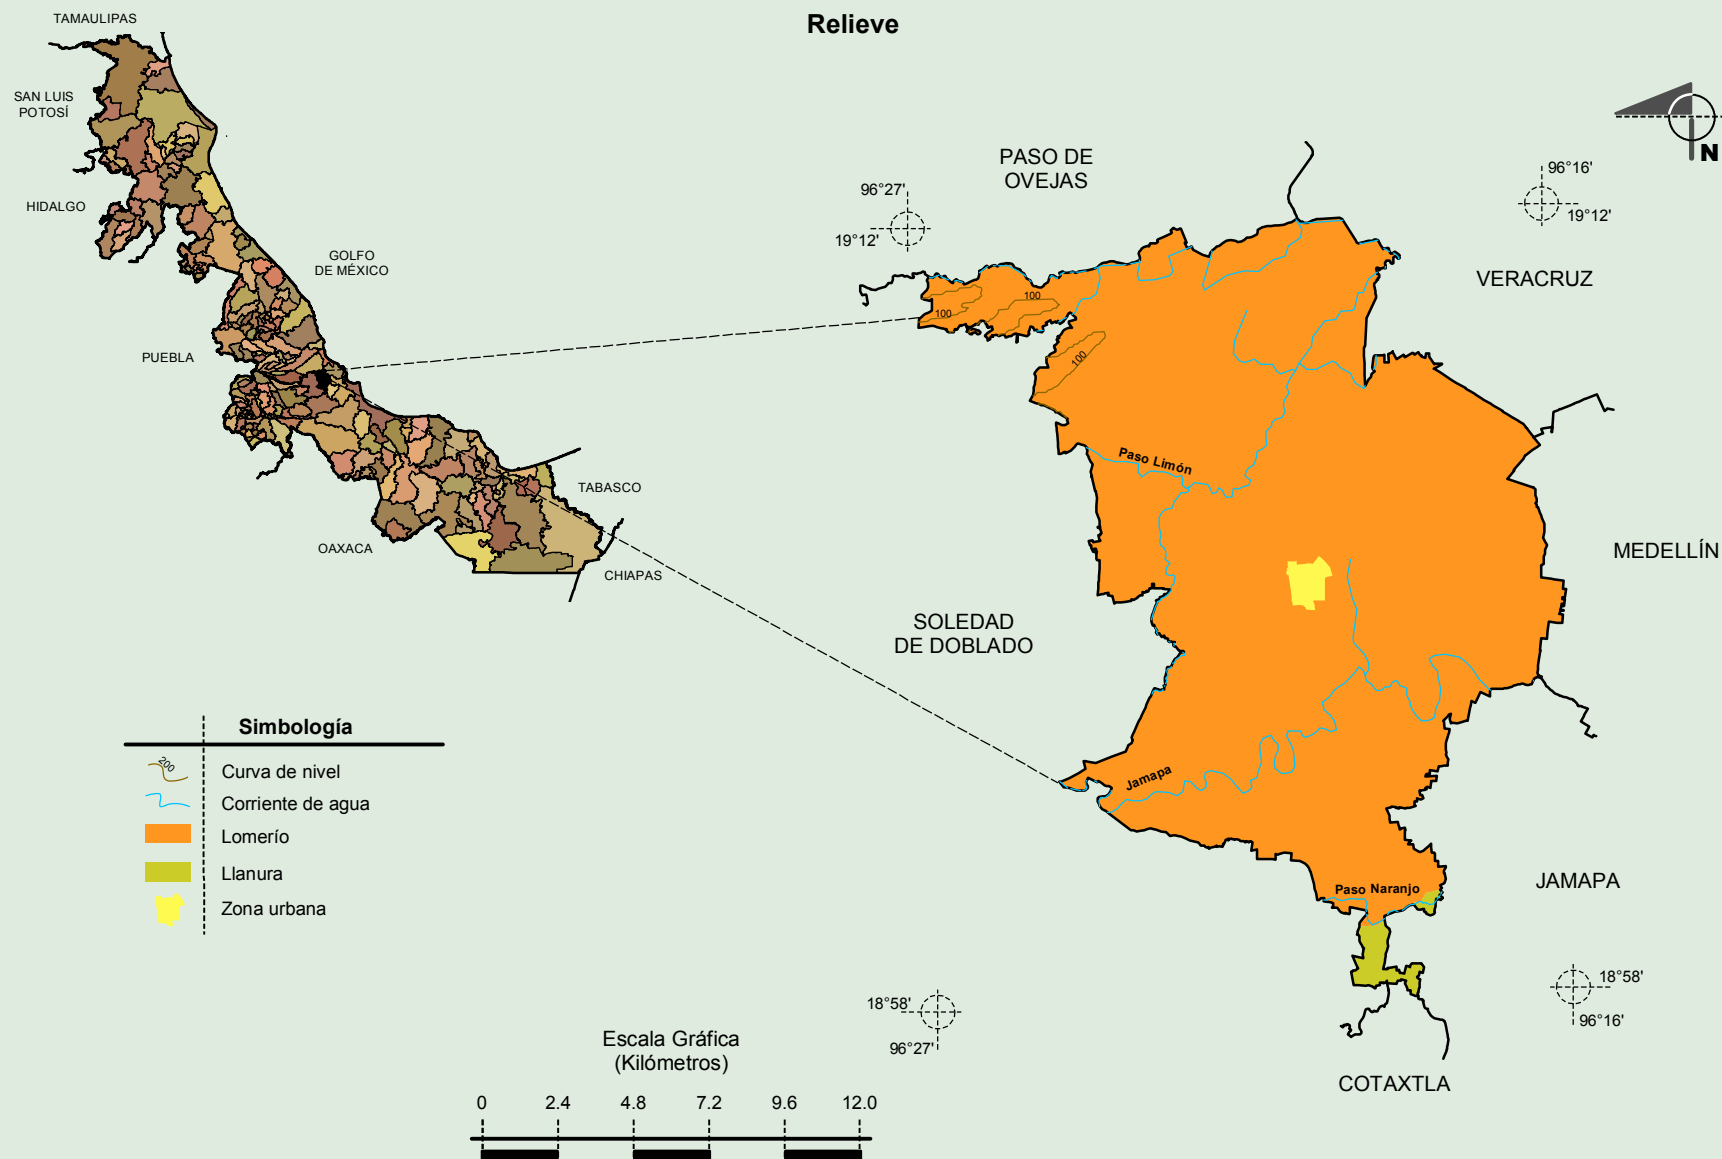 Relieve
TAMAULIPAS
SAN LUIS
POTOSÍ
HIDALGO
GOLFO
DE MÉXICO
PUEBLA
TABASCO
OAXACA
CHIAPAS
N
PASO DE
OVEJAS
96°27'
19°12'
96°16'
19°12'
VERACRUZ
100
100
100
Paso Limón
MEDELLÍN
SOLEDAD
DE DOBLADO
Jamapa
Paso Naranjo
JAMAPA
18°58'
96°27'
18°58'
96°16'
COTAXTLA
Simbología
200
Curva de nivel
Corriente de agua
Lomerío
Llanura
Zona urbana
Escala Gráfica
(Kilómetros)
0 2.4 4.8 7.2 9.6 12.0